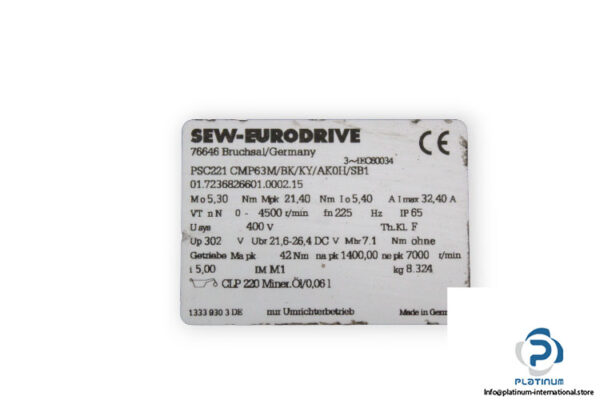 SEW-EURODRIVE
CE
76646 Bruchsal/Germany
3~IEC60034
PSC221 CMP63M/BK/KY/AK0H/SB1
01.7236826601.0002.15
Mo 5,30 Nm Mpk 21,40 Nm Io 5,40 A Imax 32,40 A
VT nN 0- 4500 r/min fn 225 Hz IP 65
Usys 400 V Th.Kl. F
Up 302 V Ubr 21,6-26,4 DC V Mbr 7.1 Nm ohne
Getriebe Ma pk 42 Nm na pk 1400,00 ne pk 7000 r/min
i 5,00 IM M1 kg 8.324
CLP 220 Miner.Öl/0,06 l
1 333 930 3 DE nur Umrichterbetrieb Made in
PLATINUM
Info@platinum-international.store